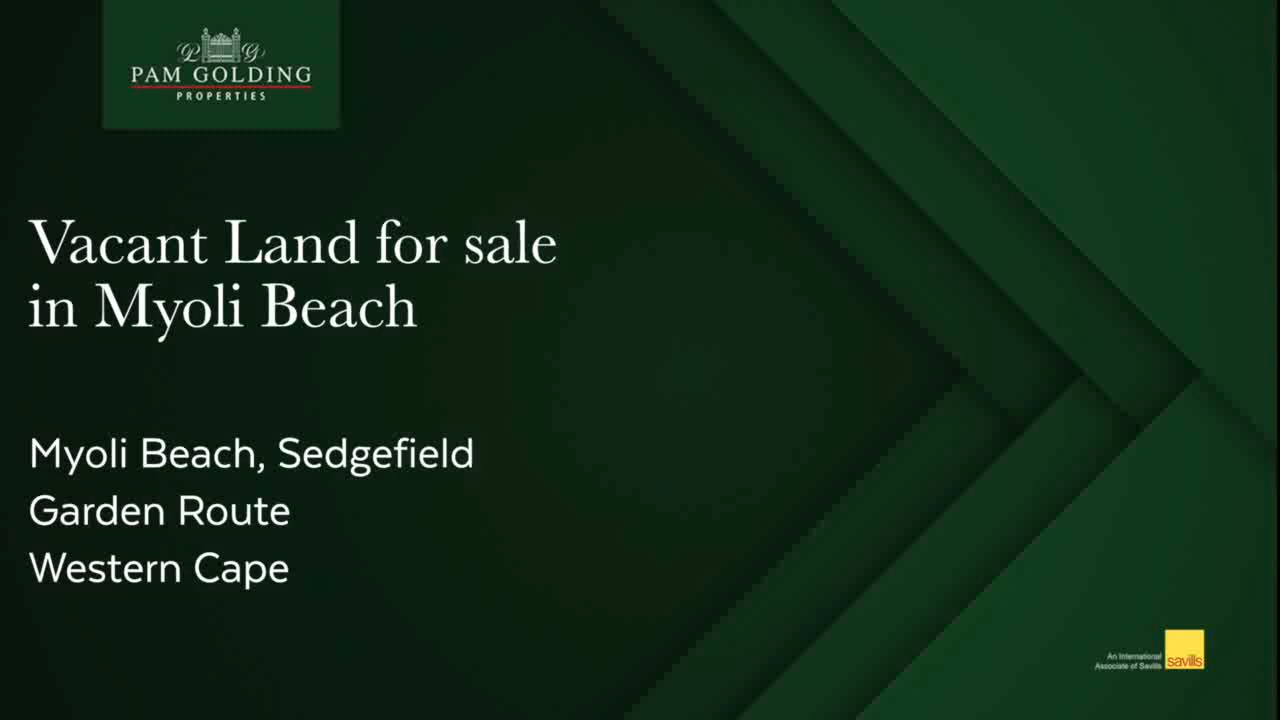 P G
PAM GOLDING
PROPERTIES
Vacant Land for sale
in Myoli Beach
Myoli Beach, Sedgefield
Garden Route
Western Cape
An International
Associate of Savills
savills